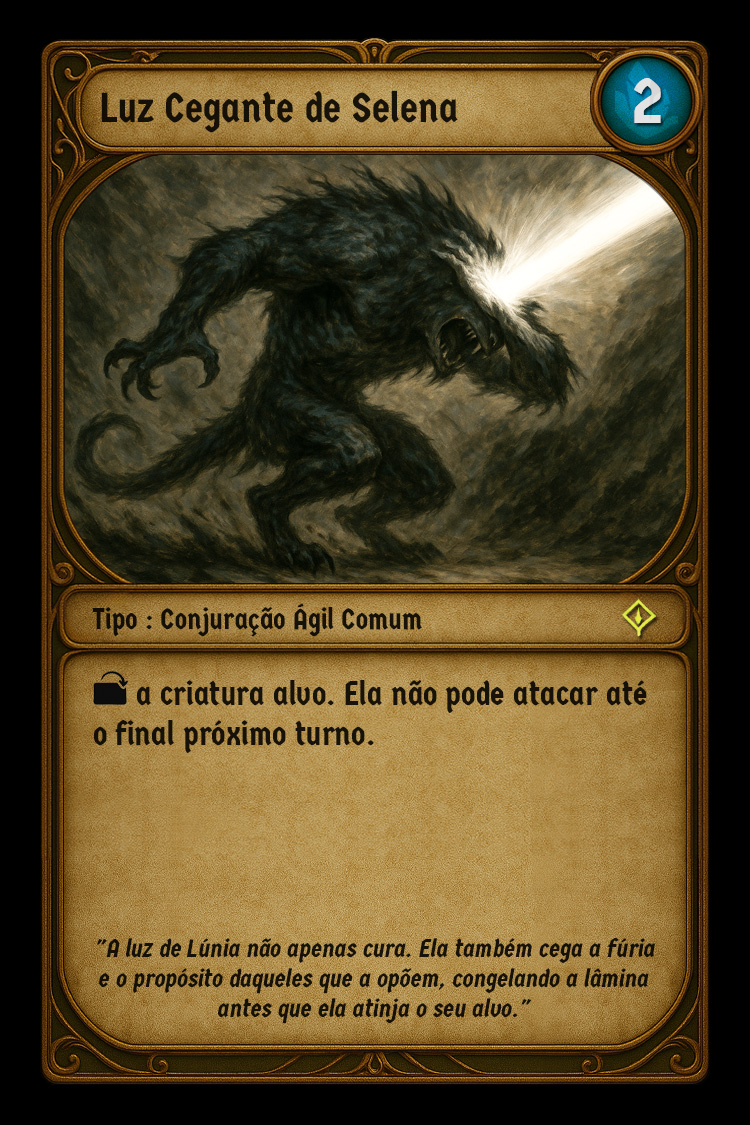 Luz Cegante de Selena
2
Tipo : Conjuração Ágil Comum
a criatura alvo. Ela não pode atacar até
o final próximo turno.
"A luz de Lúnia não apenas cura. Ela também cega a fúria
e o propósito daqueles que a opõem, congelando a lâmina
antes que ela atinja o seu alvo."